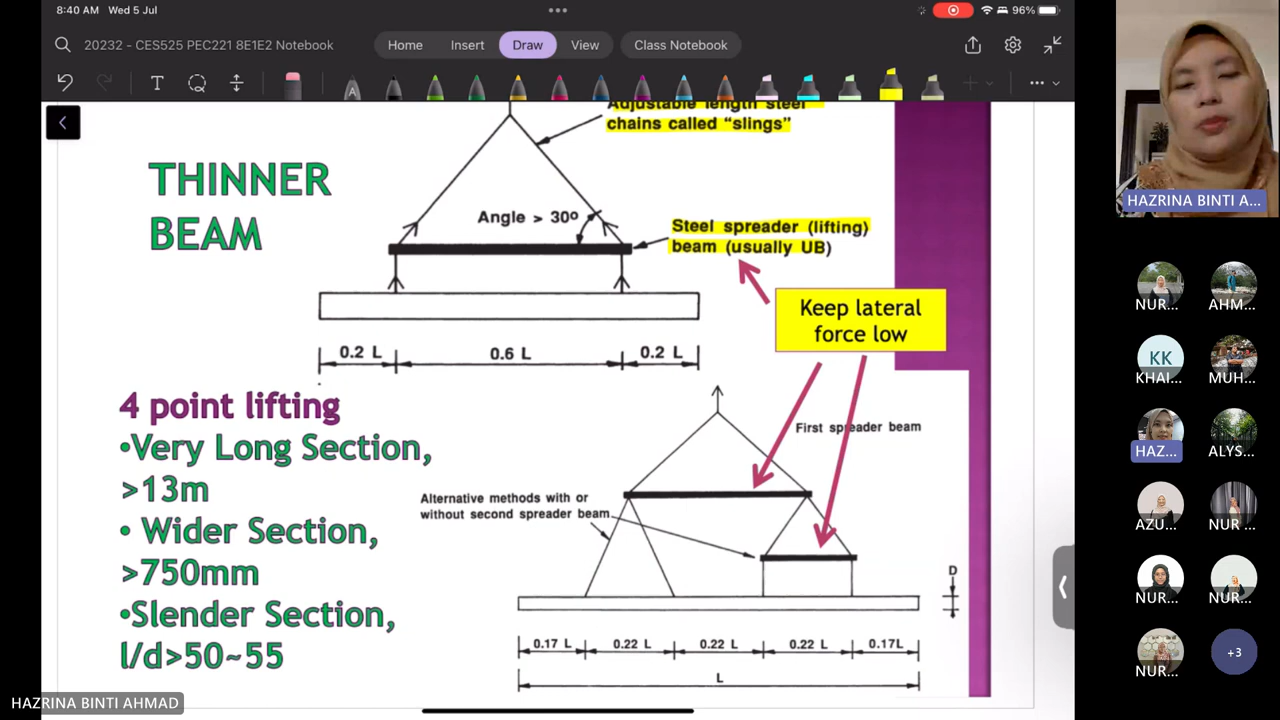 8:40 AM Wed 5 Jul
96%
20232 - CES525 PEC221 8E1E2 Notebook
Home
Insert
Draw
View
Class Notebook
T
A
Adjustable length steel
chains called "slings"
THINNER
BEAM
Angle > 30º
Steel spreader (lifting)
beam (usually UB)
Keep lateral
force low
0.2 L
0.6 L
0.2 L
4 point lifting
•Very Long Section,
>13m
• Wider Section,
>750mm
•Slender Section,
l/d>50~55
First spreader beam
Alternative methods with or
without second spreader beam
D
0.17 L
0.22 L
0.22 L
0.22 L
0.17L
L
HAZRINA BINTI AHMAD
HAZRINA BINTI A...
NUR...
AHM...
KK
KHAI...
MUH...
HAZ...
ALYS...
AZU...
NUR ...
NUR...
NUR...
NUR...
+3